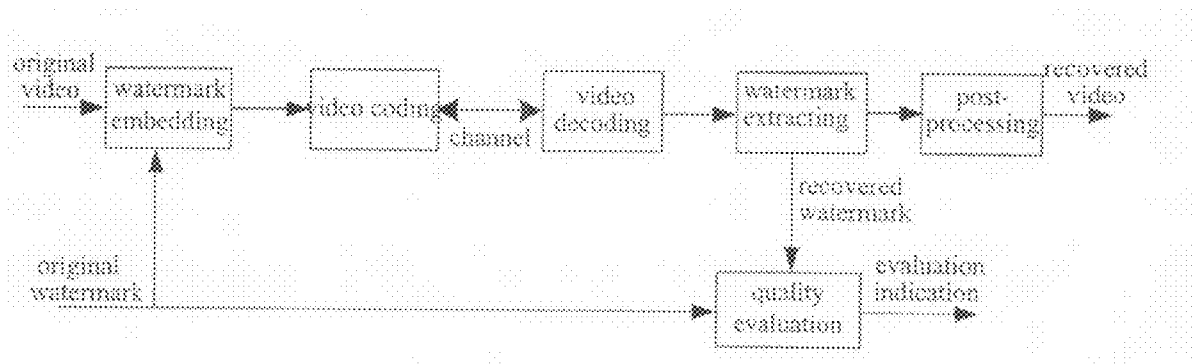 original
video
watermark
embedding
video coding
channel
video
decoding
watermark
extracting
post-
processing
recovered
video
recovered
watermark
original
watermark
quality
evaluation
evaluation
indication